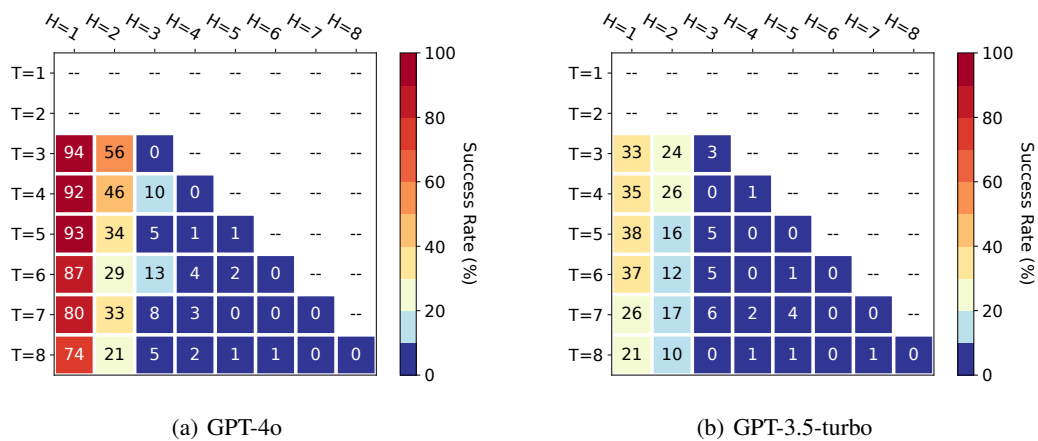 H=1 H=2 H=3 H=4 H=5 H=6 H=7 H=8
T=1 -- -- -- -- -- -- -- --
T=2 -- -- -- -- -- -- -- --
T=3 94 56 0 -- -- -- -- --
T=4 92 46 10 0 -- -- -- --
T=5 93 34 5 1 1 -- -- --
T=6 87 29 13 4 2 0 -- --
T=7 80 33 8 3 0 0 0 --
T=8 74 21 5 2 1 1 0 0
100
80
60
40
20
0
Success Rate (%)
(a) GPT-4o
H=1 H=2 H=3 H=4 H=5 H=6 H=7 H=8
T=1 -- -- -- -- -- -- -- --
T=2 -- -- -- -- -- -- -- --
T=3 33 24 3 -- -- -- -- --
T=4 35 26 0 1 -- -- -- --
T=5 38 16 5 0 0 -- -- --
T=6 37 12 5 0 1 0 -- --
T=7 26 17 6 2 4 0 0 --
T=8 21 10 0 1 1 0 1 0
100
80
60
40
20
0
Success Rate (%)
(b) GPT-3.5-turbo